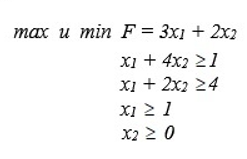 max u min F = 3x1 + 2x2
x1 + 4x2 ≥1
x1 + 2x2 ≥4
x1 ≥ 1
x2 ≥ 0